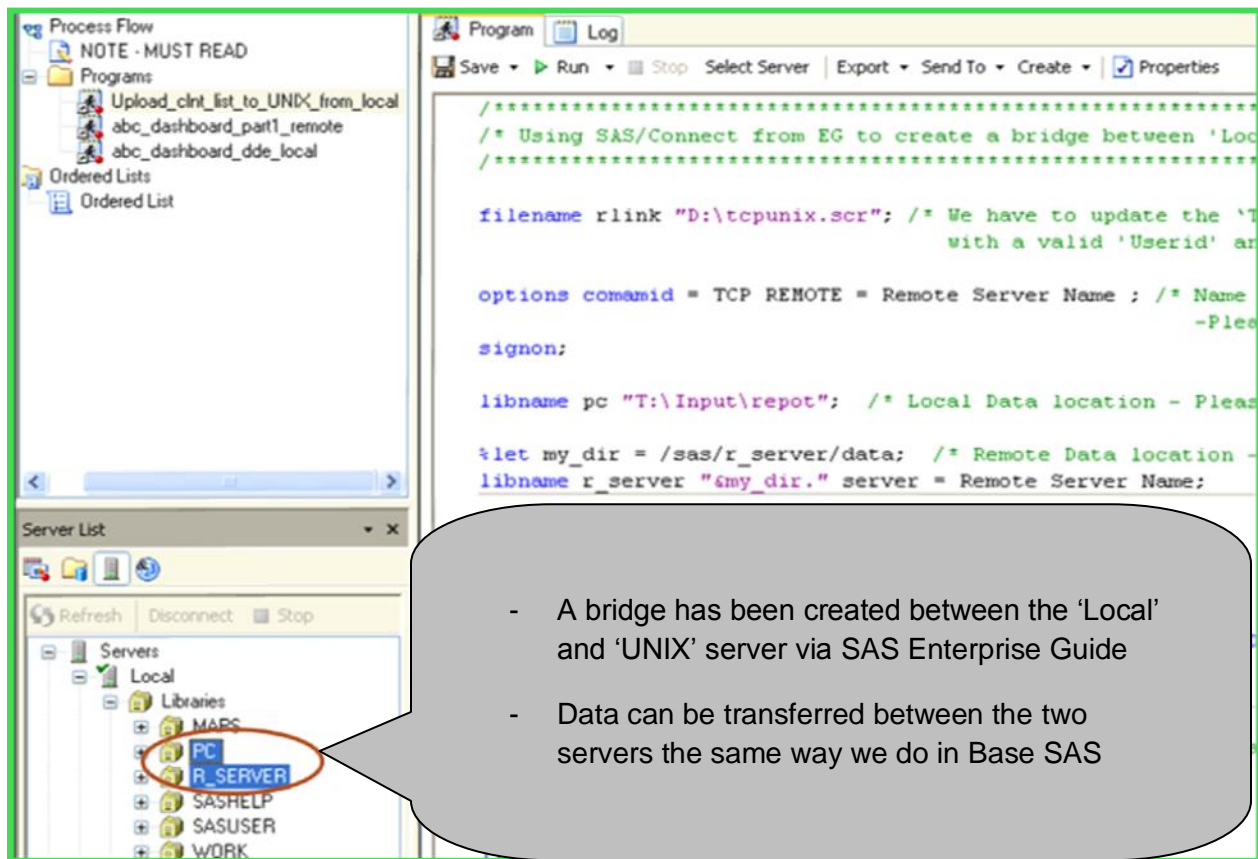 Process Flow
NOTE - MUST READ
Programs
Upload_clnt_list_to_UNIX_from_local
abc_dashboard_part1_remote
abc_dashboard_dde_local
Ordered Lists
Ordered List
Program Log
Save Run Stop Select Server Export Send To Create Properties
/************************************************************
/* Using SAS/Connect from EG to create a bridge between 'Loc
/************************************************************
filename rlink "D:\tcpunix.scr"; /* We have to update the 'T
with a valid 'Userid' an
options comamid = TCP REMOTE = Remote Server Name ; /* Name
-Pleas
signon;
libname pc "T:\Input\repot"; /* Local Data location - Pleas
%let my_dir = /sas/r_server/data; /* Remote Data location -
libname r_server "&my_dir." server = Remote Server Name;
Server List
Refresh Disconnect Stop
Servers
Local
Libraries
MAPS
PC
R_SERVER
SASHELP
SASUSER
WORK
- A bridge has been created between the ‘Local’
and ‘UNIX’ server via SAS Enterprise Guide
- Data can be transferred between the two
servers the same way we do in Base SAS